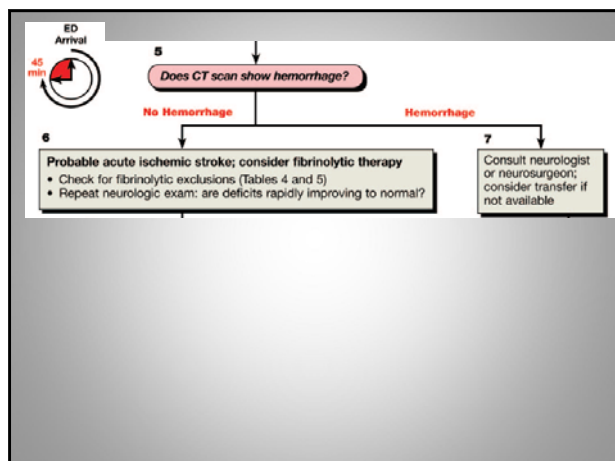 ED
Arrival
45
min
5
Does CT scan show hemorrhage?
No Hemorrhage
Hemorrhage
6
Probable acute ischemic stroke; consider fibrinolytic therapy
• Check for fibrinolytic exclusions (Tables 4 and 5)
• Repeat neurologic exam: are deficits rapidly improving to normal?
7
Consult neurologist
or neurosurgeon;
consider transfer if
not available